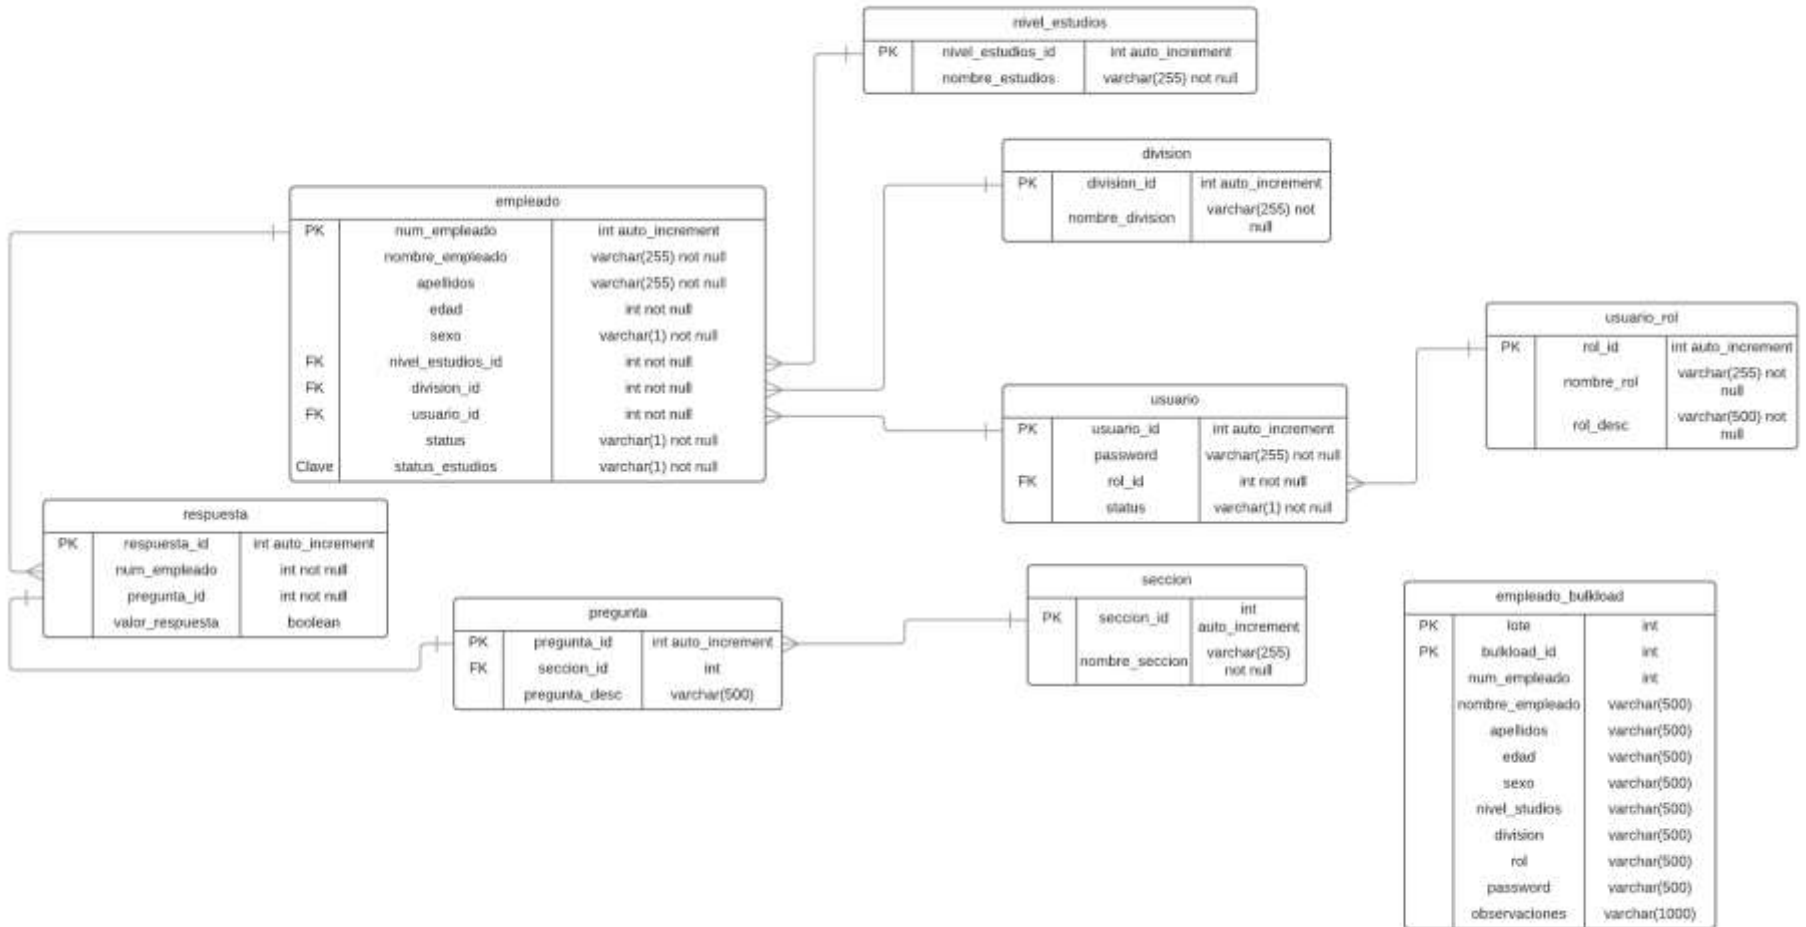 nivel_estudios
PK nivel_estudios_id int auto_increment
nombre_estudios varchar(255) not null
division
PK division_id int auto_increment
nombre_division varchar(255) not
null
empleado
PK num_empleado int auto_increment
nombre_empleado varchar(255) not null
apellidos varchar(255) not null
edad int not null
sexo varchar(1) not null
FK nivel_estudios_id int not null
FK division_id int not null
FK usuario_id int not null
status varchar(1) not null
Clave status_estudios varchar(1) not null
usuario_rol
PK rol_id int auto_increment
nombre_rol varchar(255) not
null
rol_desc varchar(500) not
null
usuario
PK usuario_id int auto_increment
password varchar(255) not null
FK rol_id int not null
status varchar(1) not null
respuesta
PK respuesta_id int auto_increment
num_empleado int not null
pregunta_id int not null
valor_respuesta boolean
pregunta
PK pregunta_id int auto_increment
FK seccion_id int
pregunta_desc varchar(500)
seccion
PK seccion_id int
auto_increment
nombre_seccion varchar(255)
not null
empleado_bulkload
PK lote int
PK bulkload_id int
num_empleado int
nombre_empleado varchar(500)
apellidos varchar(500)
edad varchar(500)
sexo varchar(500)
nivel_studios varchar(500)
division varchar(500)
rol varchar(500)
password varchar(500)
observaciones varchar(1000)